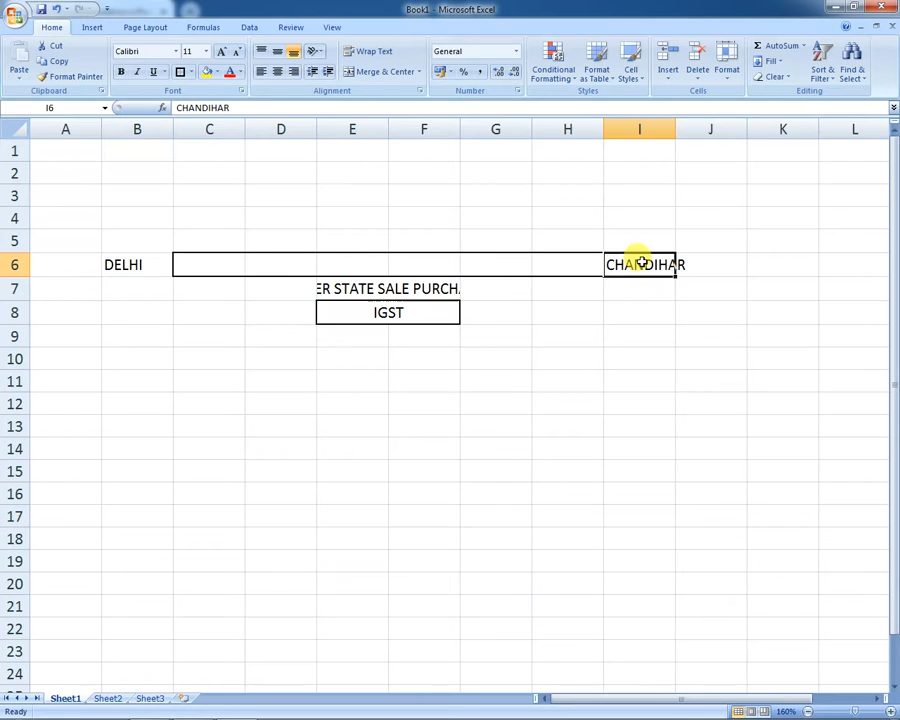 Book1 - Microsoft Excel
Home Insert Page Layout Formulas Data Review View
Cut
Copy
Format Painter
Paste
Clipboard
Calibri 11
B I U
A A
A
Font
Wrap Text
Merge & Center
Alignment
General
% ,
Number
Conditional Formatting
Format as Table
Cell Styles
Styles
Insert Delete Format
Cells
Σ AutoSum
Fill
Clear
Sort & Filter
Find & Select
Editing
I6 fx CHANDIHAR
A B C D E F G H I J K L
1
2
3
4
5
6 DELHI CHANDIHAR
7 ER STATE SALE PURCHA
8 IGST
9
10
11
12
13
14
15
16
17
18
19
20
21
22
23
24
Sheet1 Sheet2 Sheet3
Ready 160%